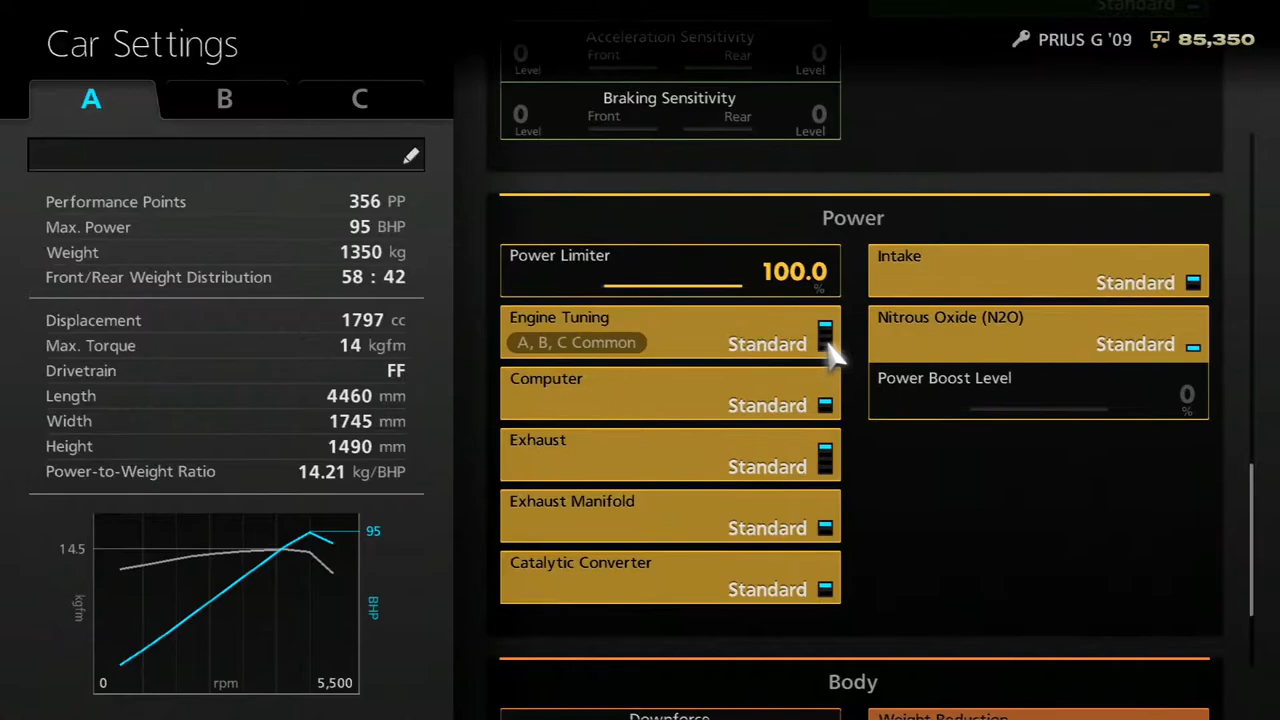 Car Settings
PRIUS G '09
85,350
A
B
C
Performance Points 356 PP
Max. Power 95 BHP
Weight 1350 kg
Front/Rear Weight Distribution 58 : 42
Displacement 1797 cc
Max. Torque 14 kgfm
Drivetrain FF
Length 4460 mm
Width 1745 mm
Height 1490 mm
Power-to-Weight Ratio 14.21 kg/BHP
95
14.5
kgfm
BHP
0 rpm 5,500
Standard
Acceleration Sensitivity
0 Front Rear 0
Level Level
Braking Sensitivity
0 Front Rear 0
Level Level
Power
Power Limiter
100.0
%
Engine Tuning
A, B, C Common Standard
Computer
Standard
Exhaust
Standard
Exhaust Manifold
Standard
Catalytic Converter
Standard
Intake
Standard
Nitrous Oxide (N2O)
Standard
Power Boost Level
0
%
Body
Downforce
Weight Reduction